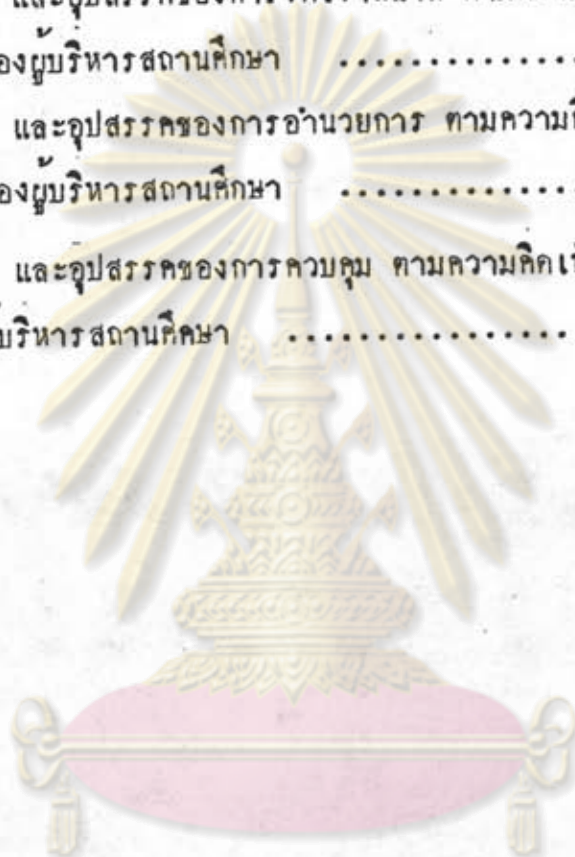 และอุปสรรคของการ
องผู้บริหารสถานศึกษา ................
และอุปสรรคของการอำนวยการ ตามความ
องผู้บริหารสถานศึกษา ................
และอุปสรรคของการควบคุม ตามความคิดเ
บริหารสถานศึกษา ..................